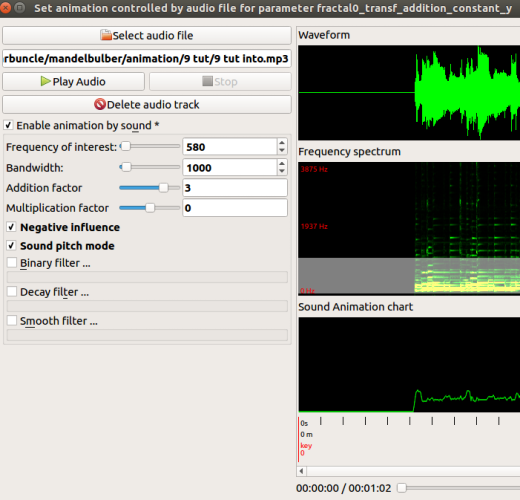 Set animation controlled by audio file for parameter fractal0_transf_addition_constant_y
Select audio file
rbuncle/mandelbulber/animation/9 tut/9 tut into.mp3
Play Audio
Stop
Delete audio track
Enable animation by sound *
Frequency of interest: 580
Bandwidth: 1000
Addition factor 3
Multiplication factor 0
Negative influence
Sound pitch mode
Binary filter ...
Decay filter ...
Smooth filter ...
Waveform
Frequency spectrum
3875 Hz
1937 Hz
0 Hz
Sound Animation chart
0s
0 m
key
0
00:00:00 / 00:01:02